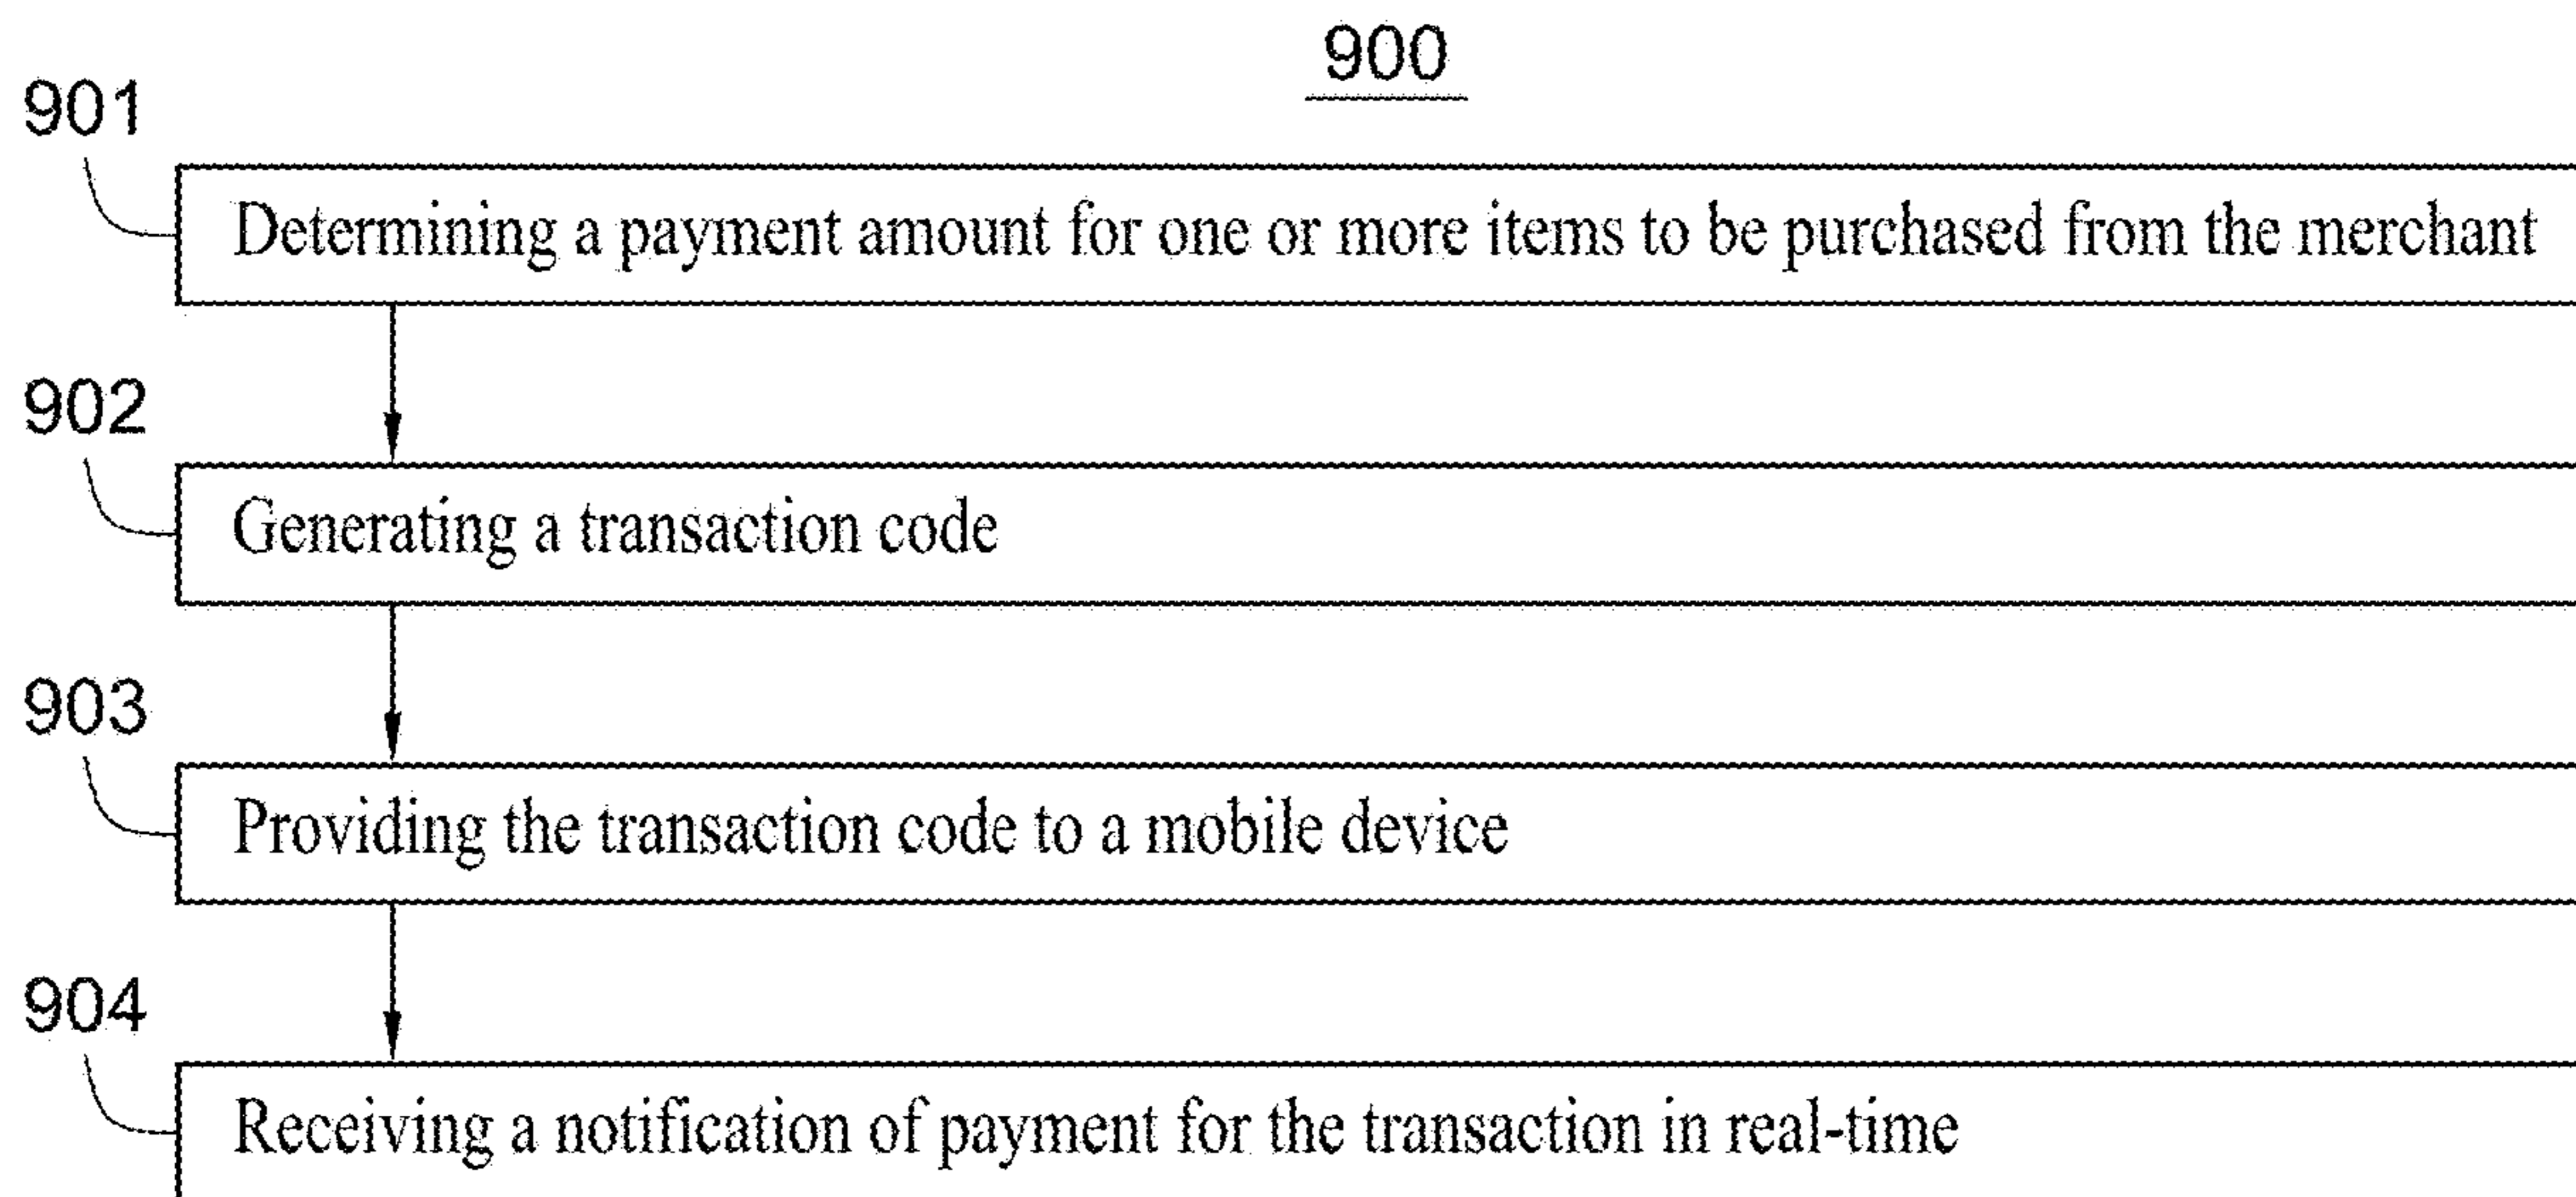 900
901
Determining a payment amount for one or more items to be purchased from the merchant
902
Generating a transaction code
903
Providing the transaction code to a mobile device
904
Receiving a notification of payment for the transaction in real-time